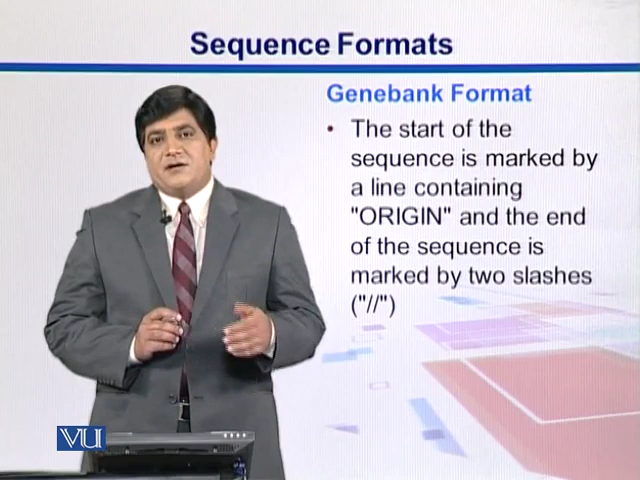 Sequence Formats
Genebank Format
• The start of the
sequence is marked by
a line containing
"ORIGIN" and the end
of the sequence is
marked by two slashes
("//")
VU